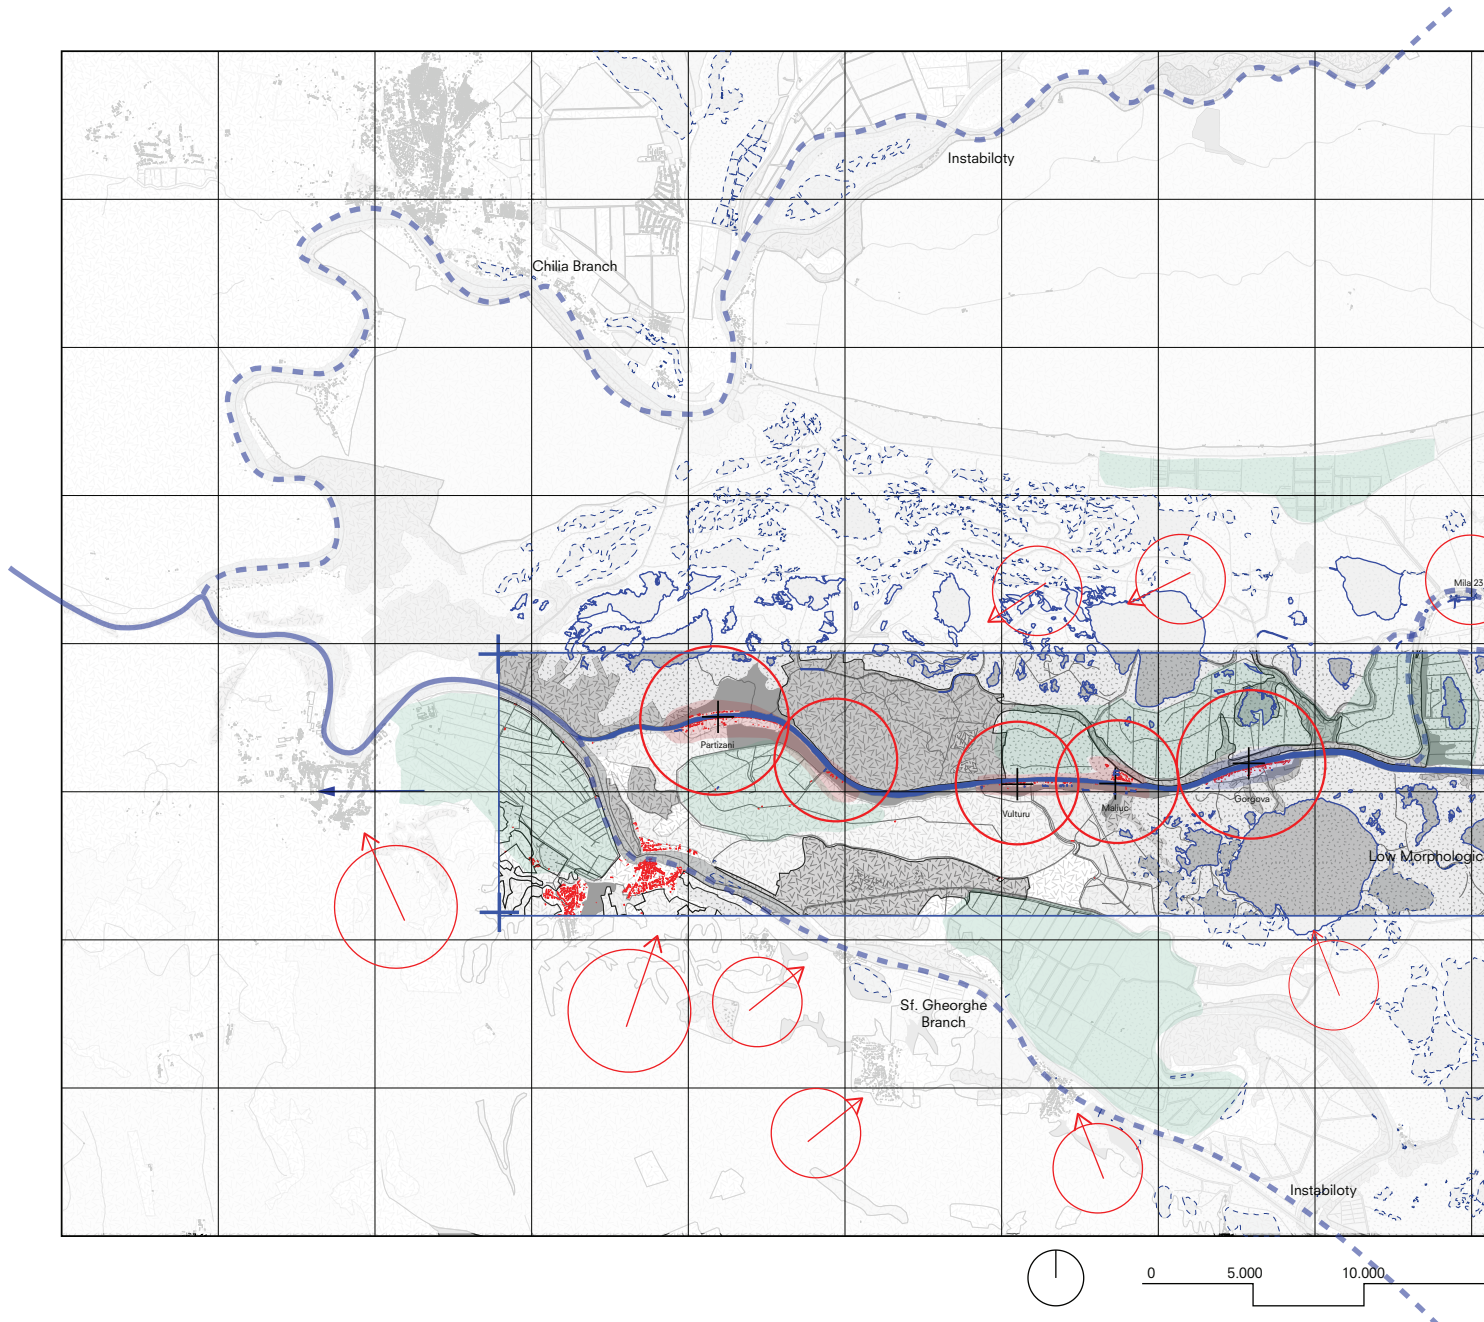 Instabiloty
Chilia Branch
Mila 23
Partizani
Vulturu
Maliuc
Gorgova
Low Morphologic
Sf. Gheorghe
Branch
Instabiloty
0 5.000 10.000